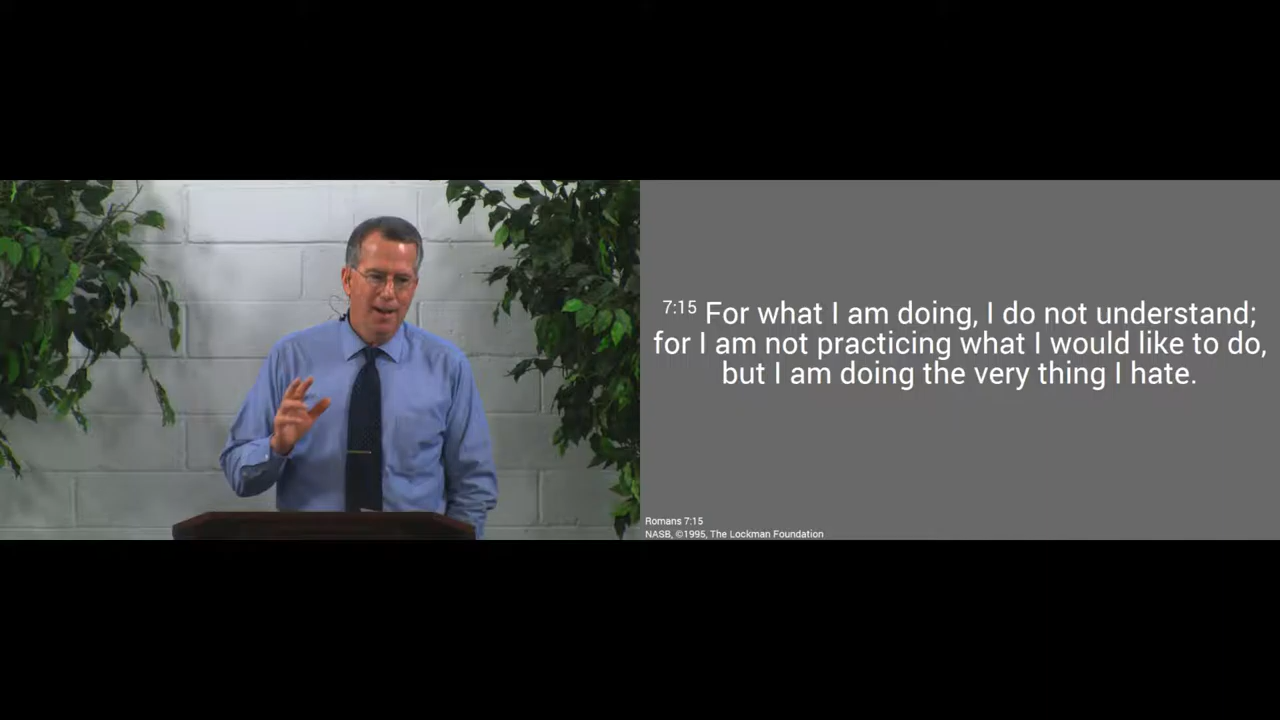 7:15 For what I am doing, I do not understand;
for I am not practicing what I would like to do,
but I am doing the very thing I hate.
Romans 7:15
NASB, ©1995, The Lockman Foundation